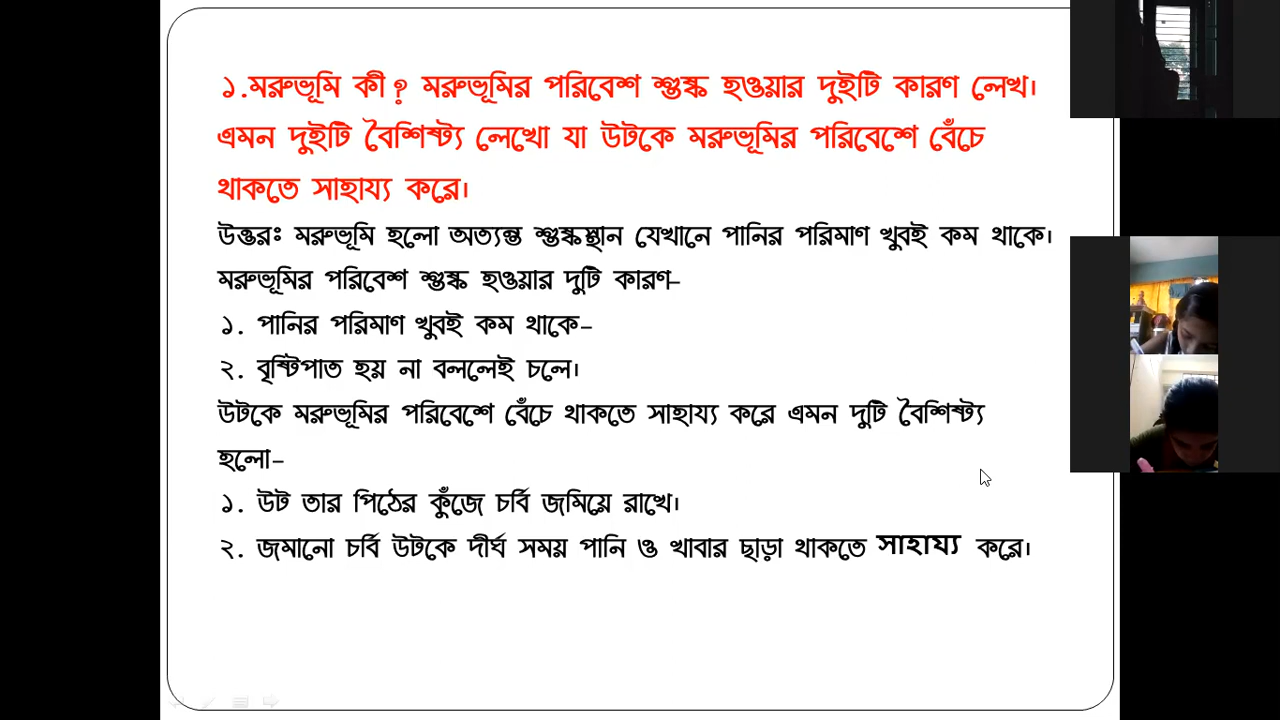 ১.মরুভূমি কী? মরুভূমির পরিবেশ শুষ্ক হওয়ার দুইটি কারণ লেখ।
এমন দুইটি বৈশিষ্ট্য লেখো যা উটকে মরুভূমির পরিবেশে বেঁচে
থাকতে সাহায্য করে।
উত্তরঃ মরুভূমি হলো অত্যন্ত শুষ্কস্থান যেখানে পানির পরিমাণ খুবই কম থাকে।
মরুভূমির পরিবেশ শুষ্ক হওয়ার দুটি কারণ–
১. পানির পরিমাণ খুবই কম থাকে–
২. বৃষ্টিপাত হয় না বললেই চলে।
উটকে মরুভূমির পরিবেশে বেঁচে থাকতে সাহায্য করে এমন দুটি বৈশিষ্ট্য
হলো–
১. উট তার পিঠের কুঁজে চর্বি জমিয়ে রাখে।
২. জমানো চর্বি উটকে দীর্ঘ সময় পানি ও খাবার ছাড়া থাকতে সাহায্য করে।